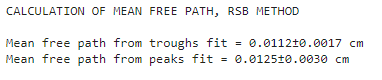 CALCULATION OF MEAN FREE PATH, RSB METHOD
Mean free path from troughs fit = 0.0112±0.0017 cm
Mean free path from peaks fit = 0.0125±0.0030 cm